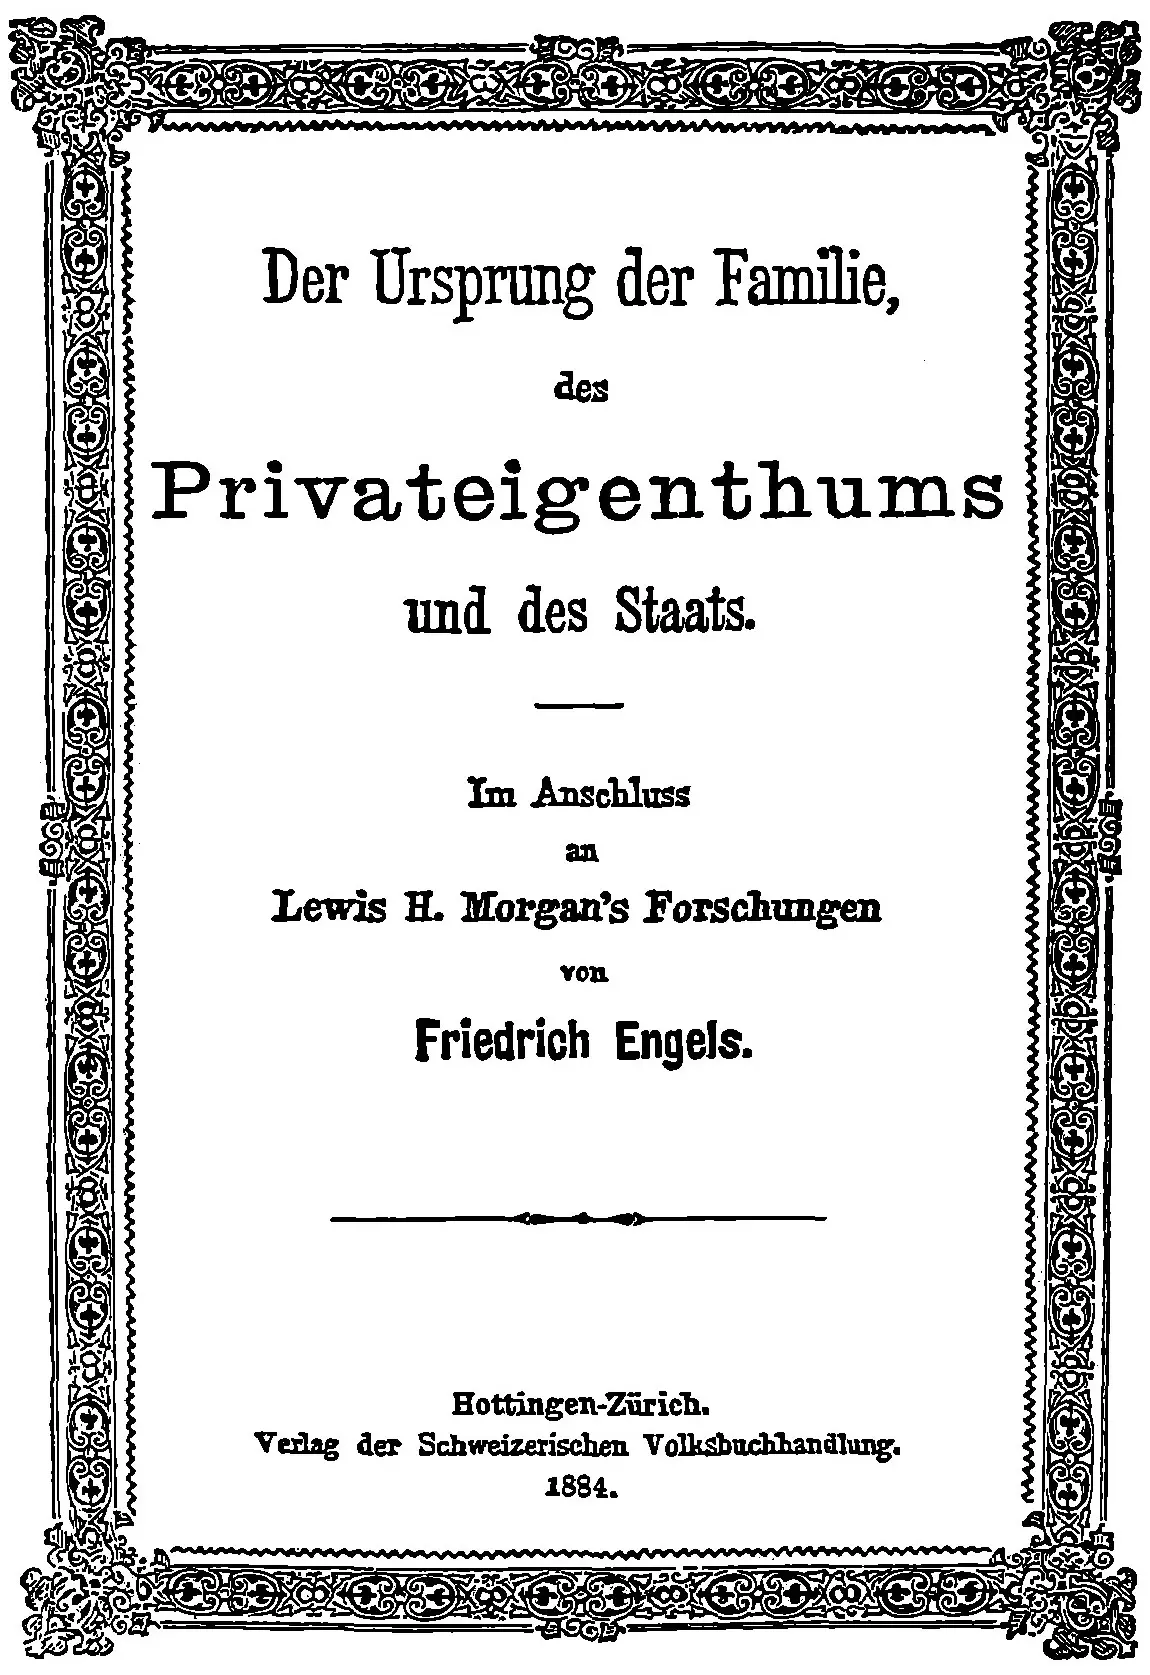 Der Ursprung der Familie,
des
Privateigenthums
und des Staats.
Im Anschluss
an
Lewis H. Morgan's Forschungen
von
Friedrich Engels.
Hottingen-Zürich.
Verlag der Schweizerischen Volksbuchhandlung.
1884.